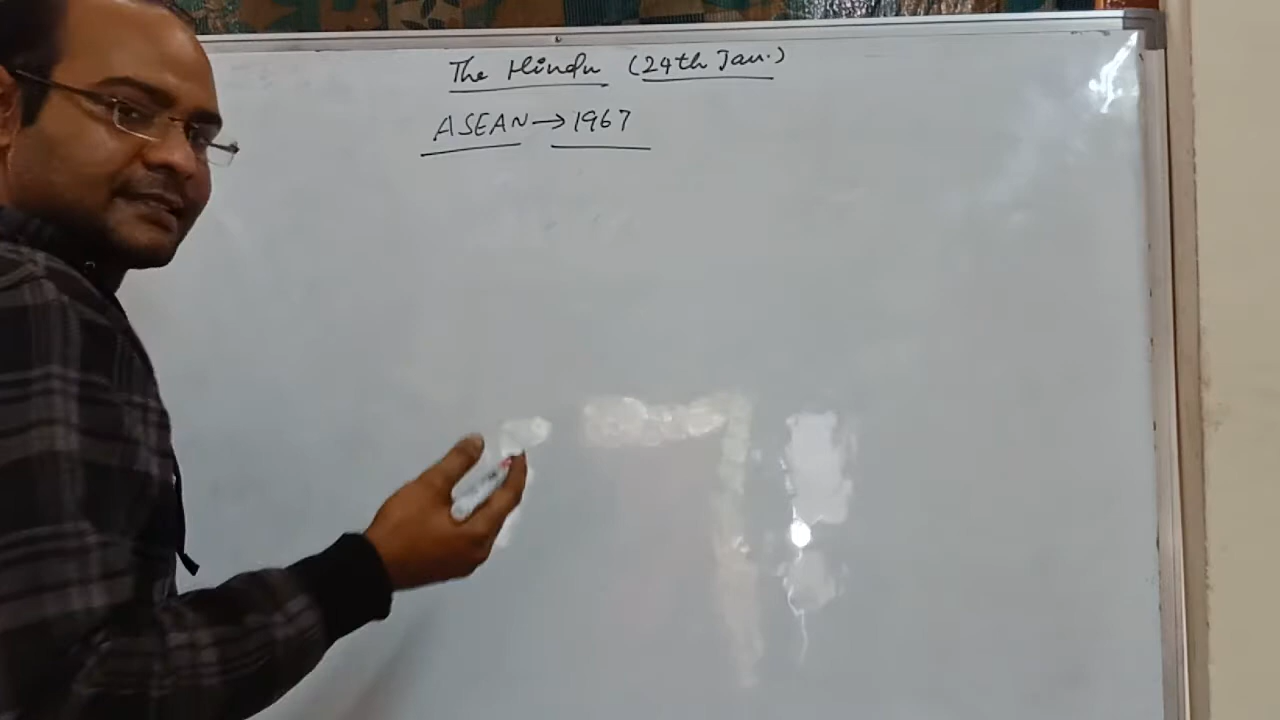 The Hindu (24th Jan.)
ASEAN → 1967